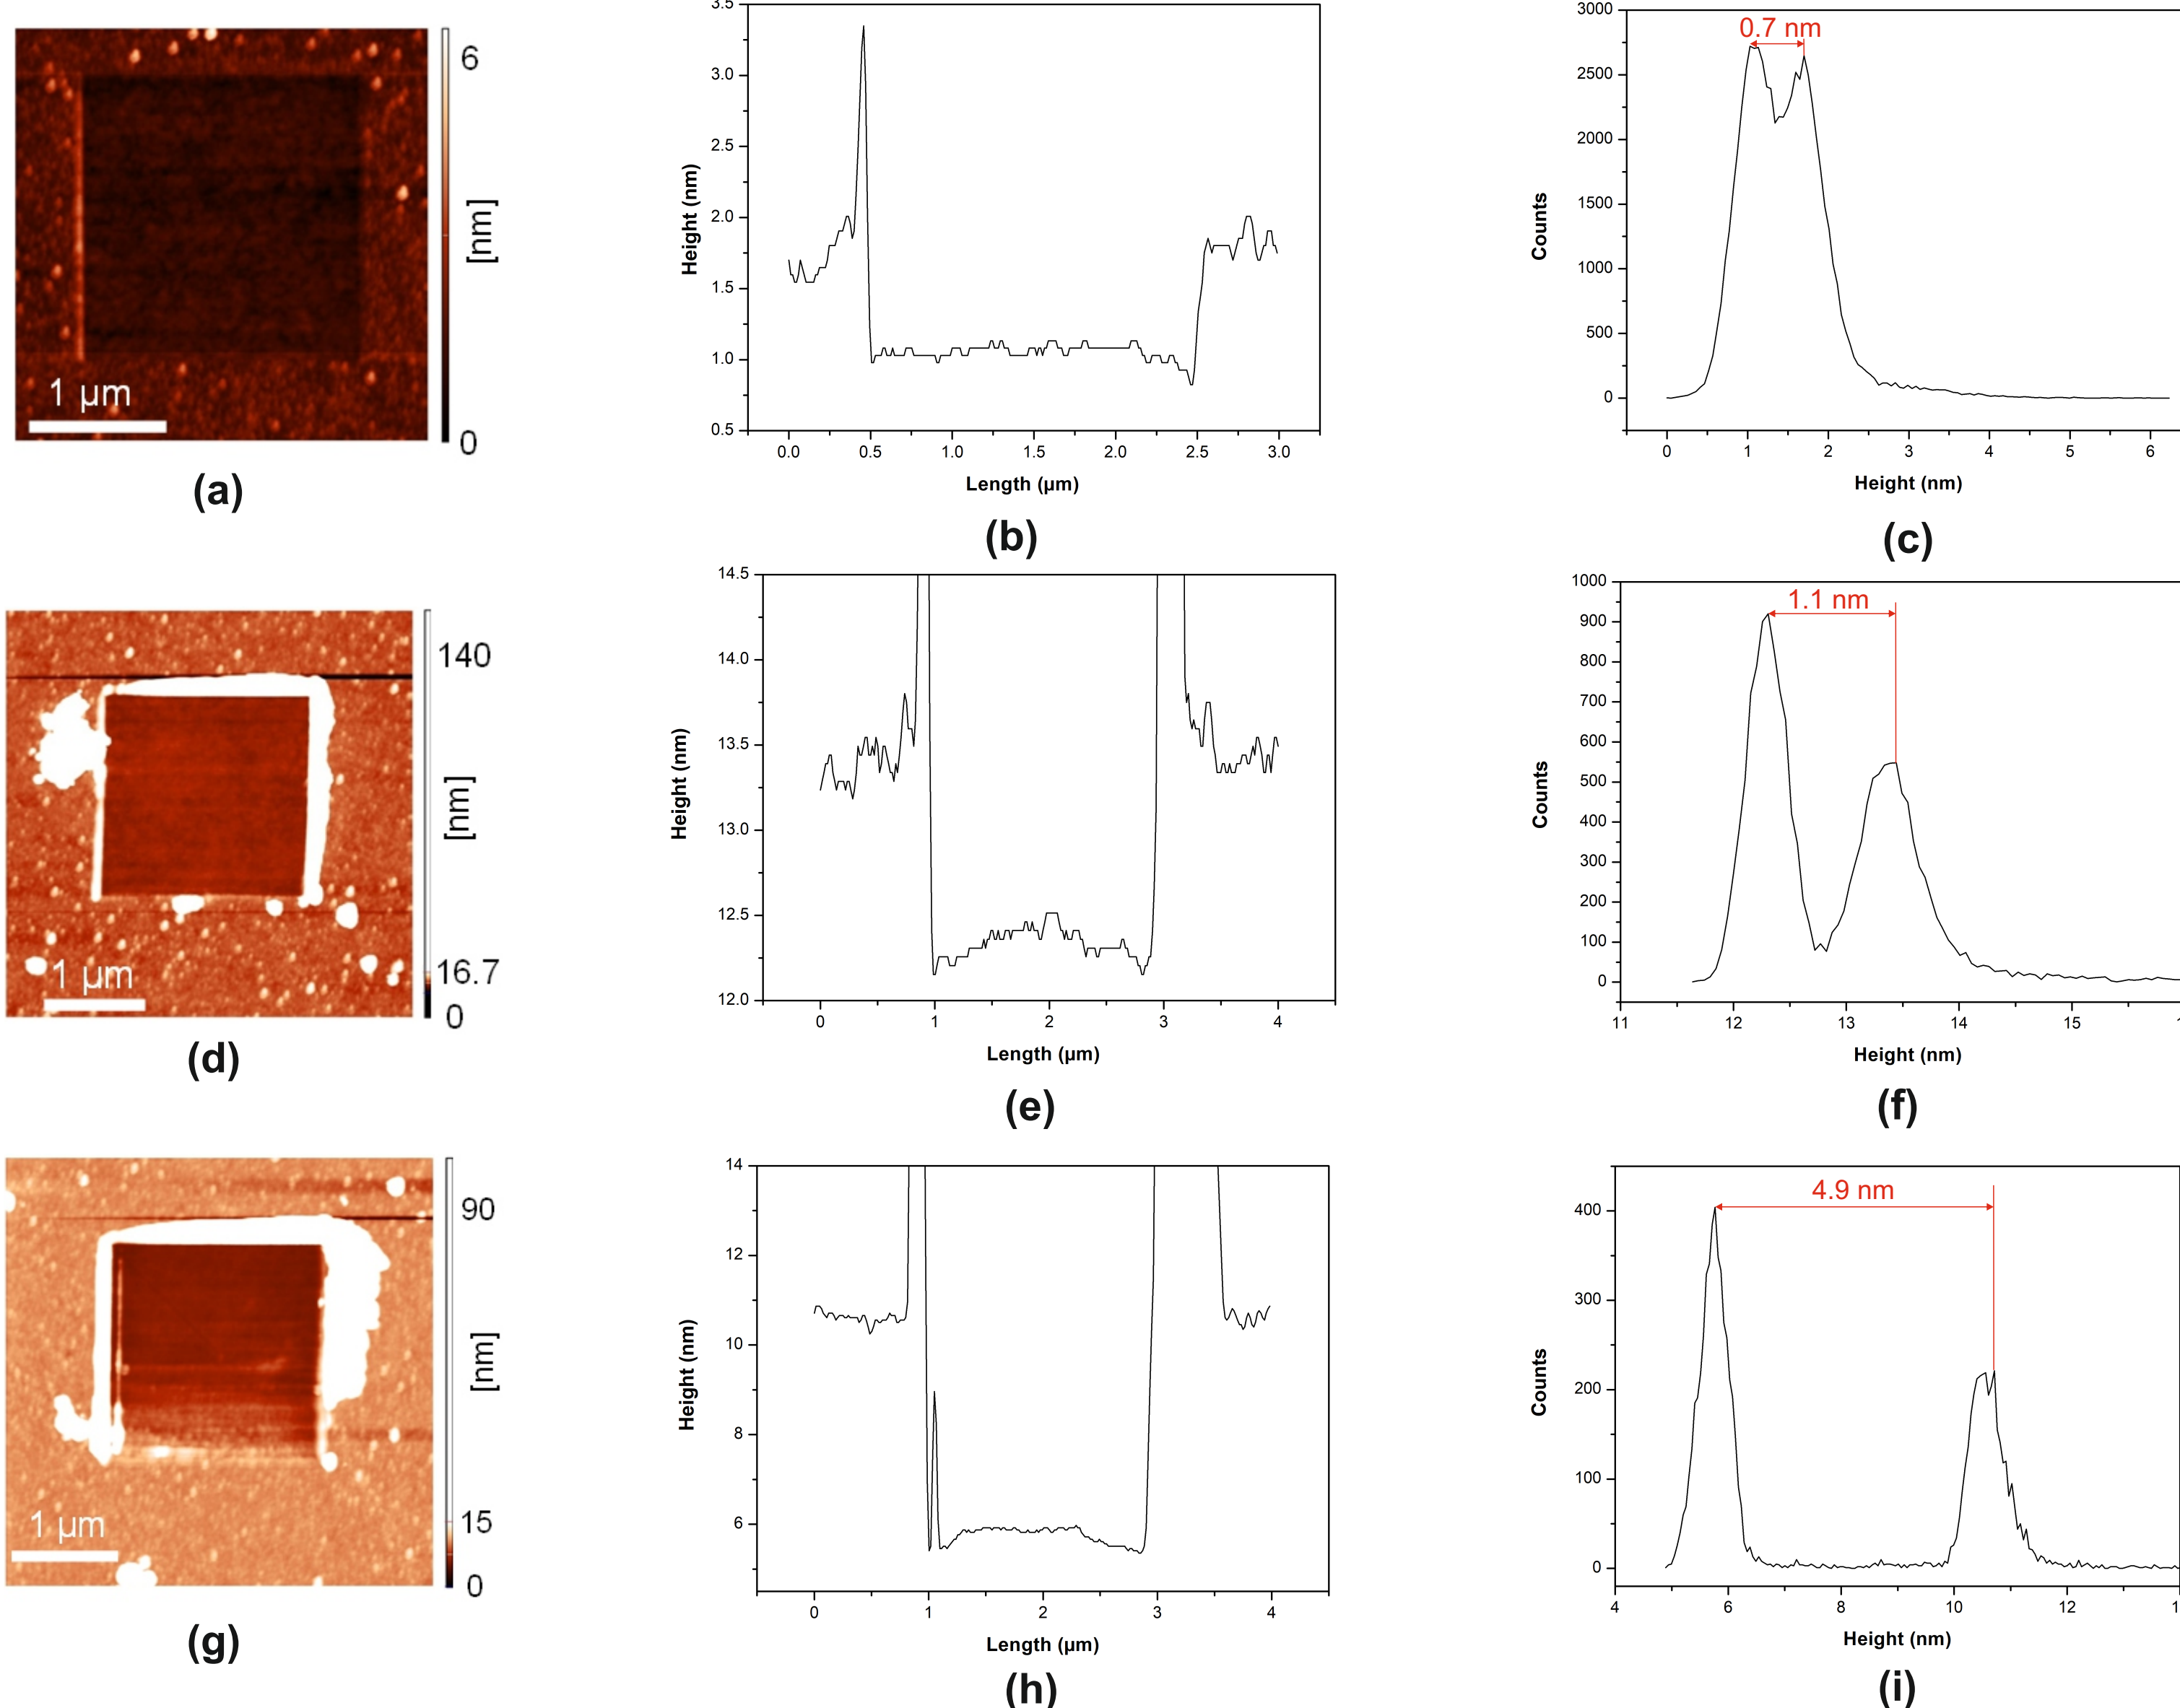 6
[nm]
1 µm
0
(a)
3.5
3.0
2.5
2.0
1.5
1.0
0.5
Height (nm)
0.0 0.5 1.0 1.5 2.0 2.5 3.0
Length (µm)
(b)
0.7 nm
3000
2500
2000
1500
1000
500
0
Counts
0 1 2 3 4 5 6
Height (nm)
(c)
140
[nm]
16.7
1 µm
0
(d)
14.5
14.0
13.5
13.0
12.5
12.0
Height (nm)
0 1 2 3 4
Length (µm)
(e)
1.1 nm
1000
900
800
700
600
500
400
300
200
100
0
Counts
11 12 13 14 15 1
Height (nm)
(f)
90
[nm]
15
1 µm
0
(g)
14
12
10
8
6
Height (nm)
0 1 2 3 4
Length (µm)
(h)
4.9 nm
400
300
200
100
0
Counts
4 6 8 10 12 1
Height (nm)
(i)